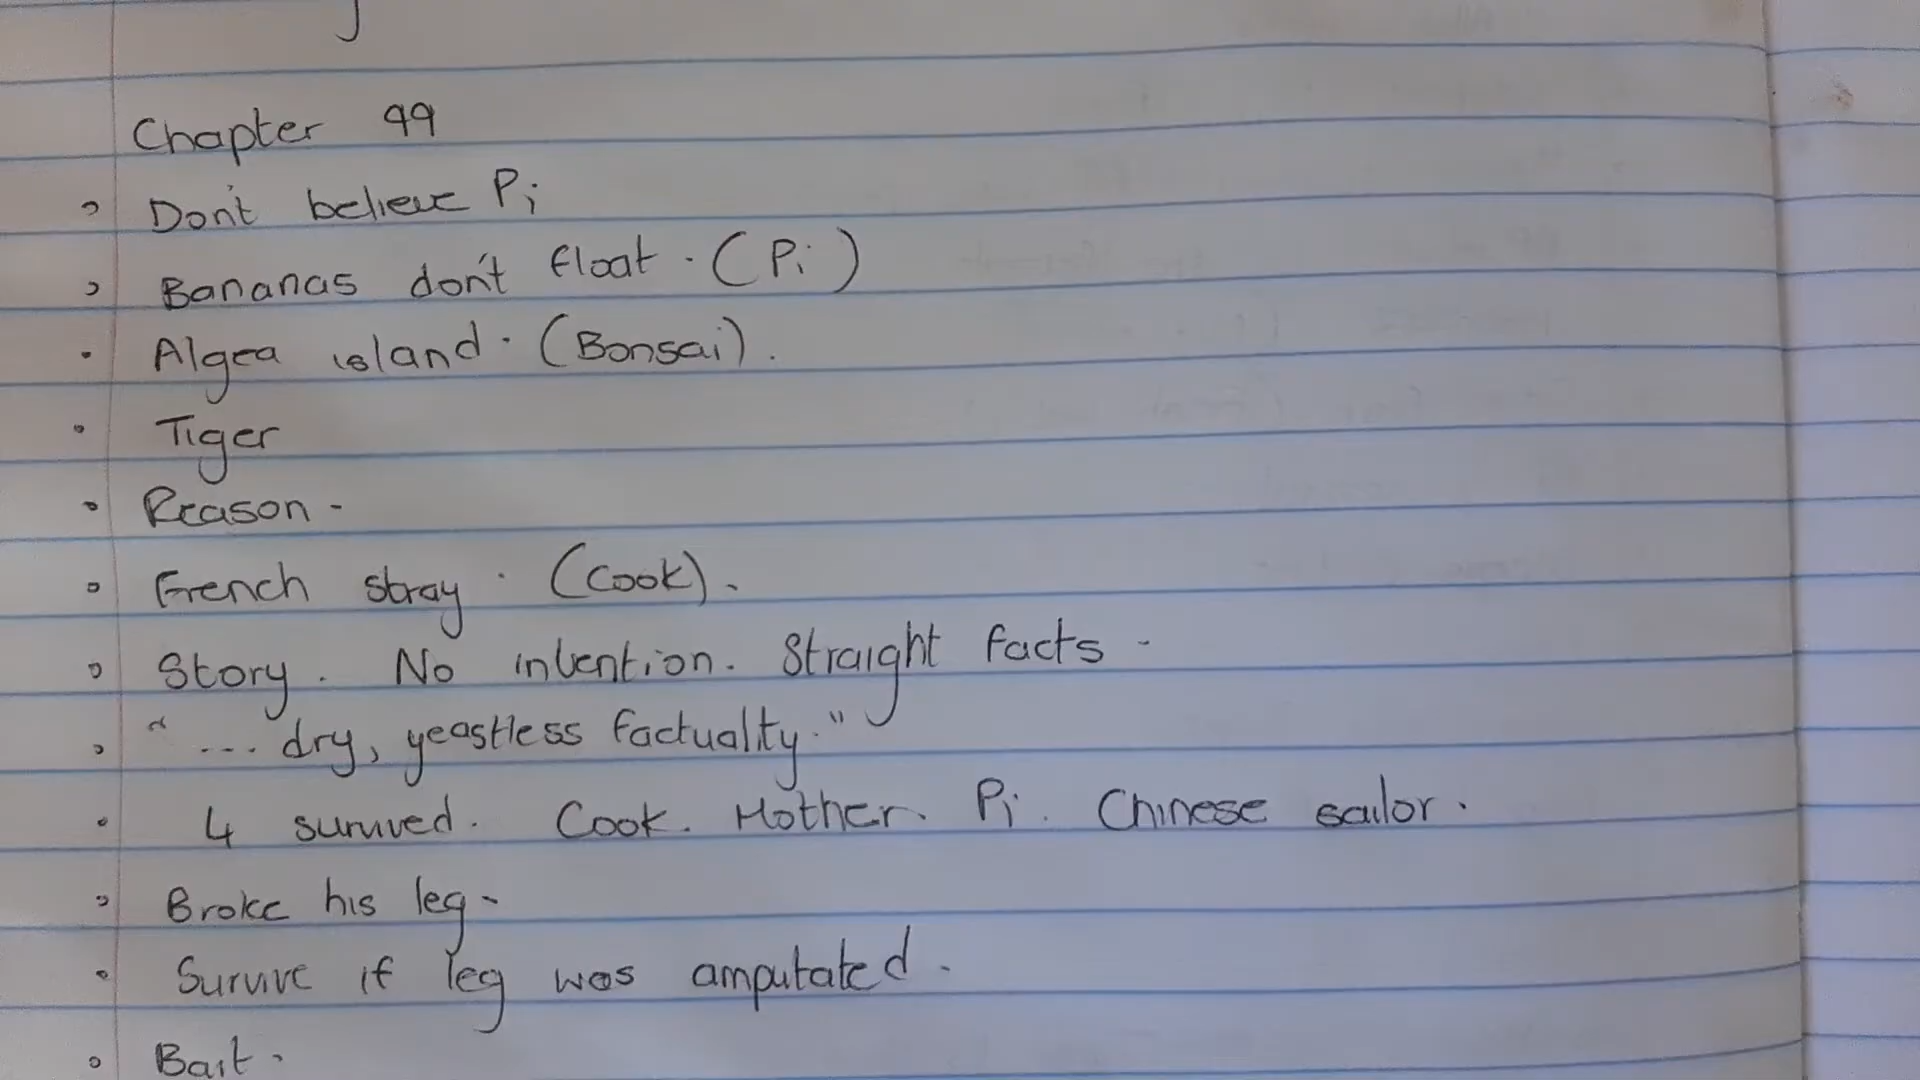 Chapter 99
Don't believe Pi
Bananas don't float. (Pi)
Algea island. (Bonsai).
Tiger
Reason -
French stray. (Cook).
Story. No intention. Straight facts -
"... dry, yeastless factuality."
4 survived. Cook. Mother. Pi. Chinese sailor.
Broke his leg -
Survive if leg was amputated.
Bait.